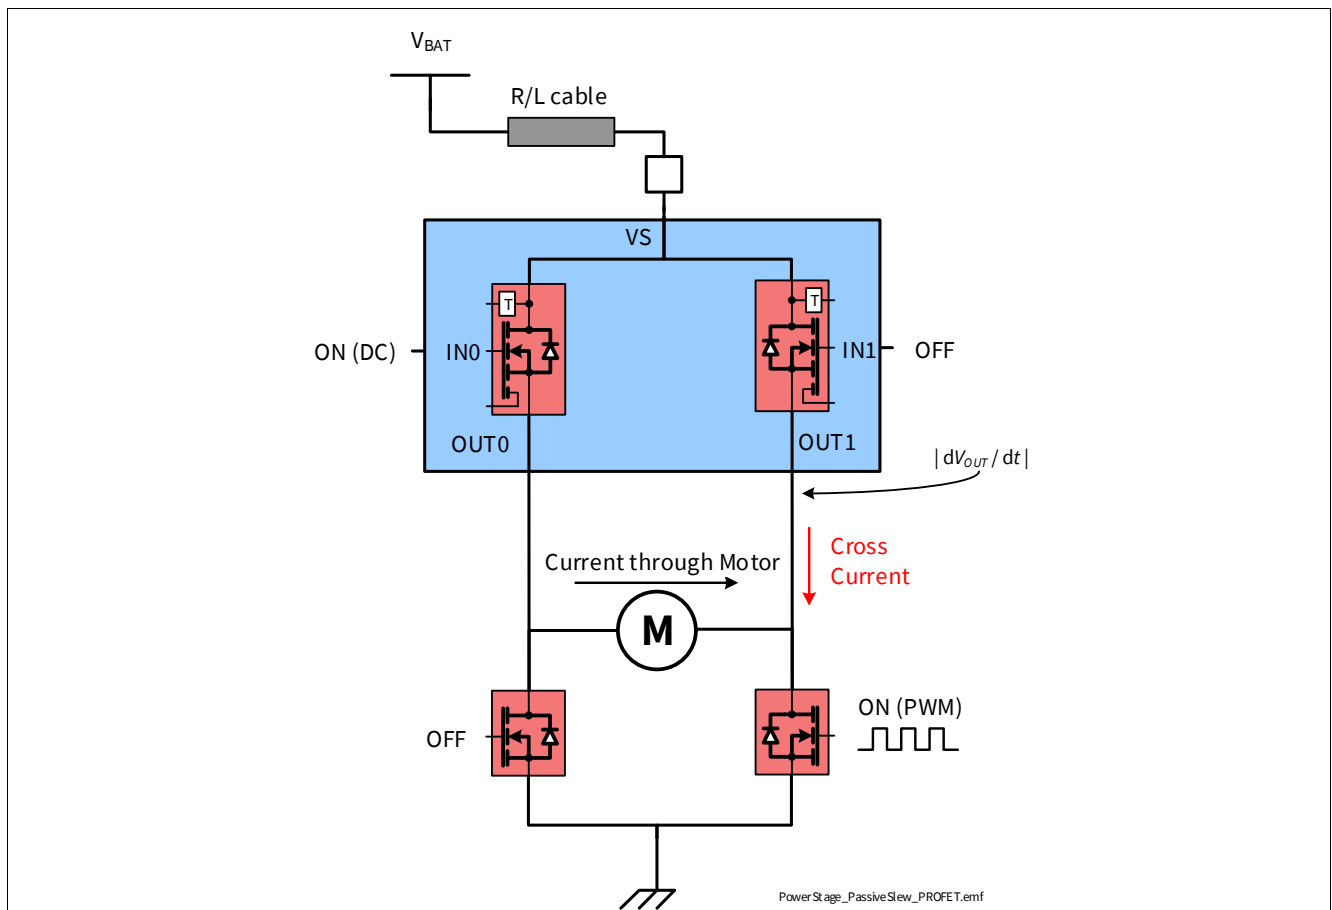 VBAT
R/L cable
VS
T
T
ON (DC)
IN0
IN1
OFF
OUT0
OUT1
| dVOUT / dt |
Cross
Current
Current through Motor
M
ON (PWM)
OFF
PowerStage_PassiveSlew_PROFET.emf